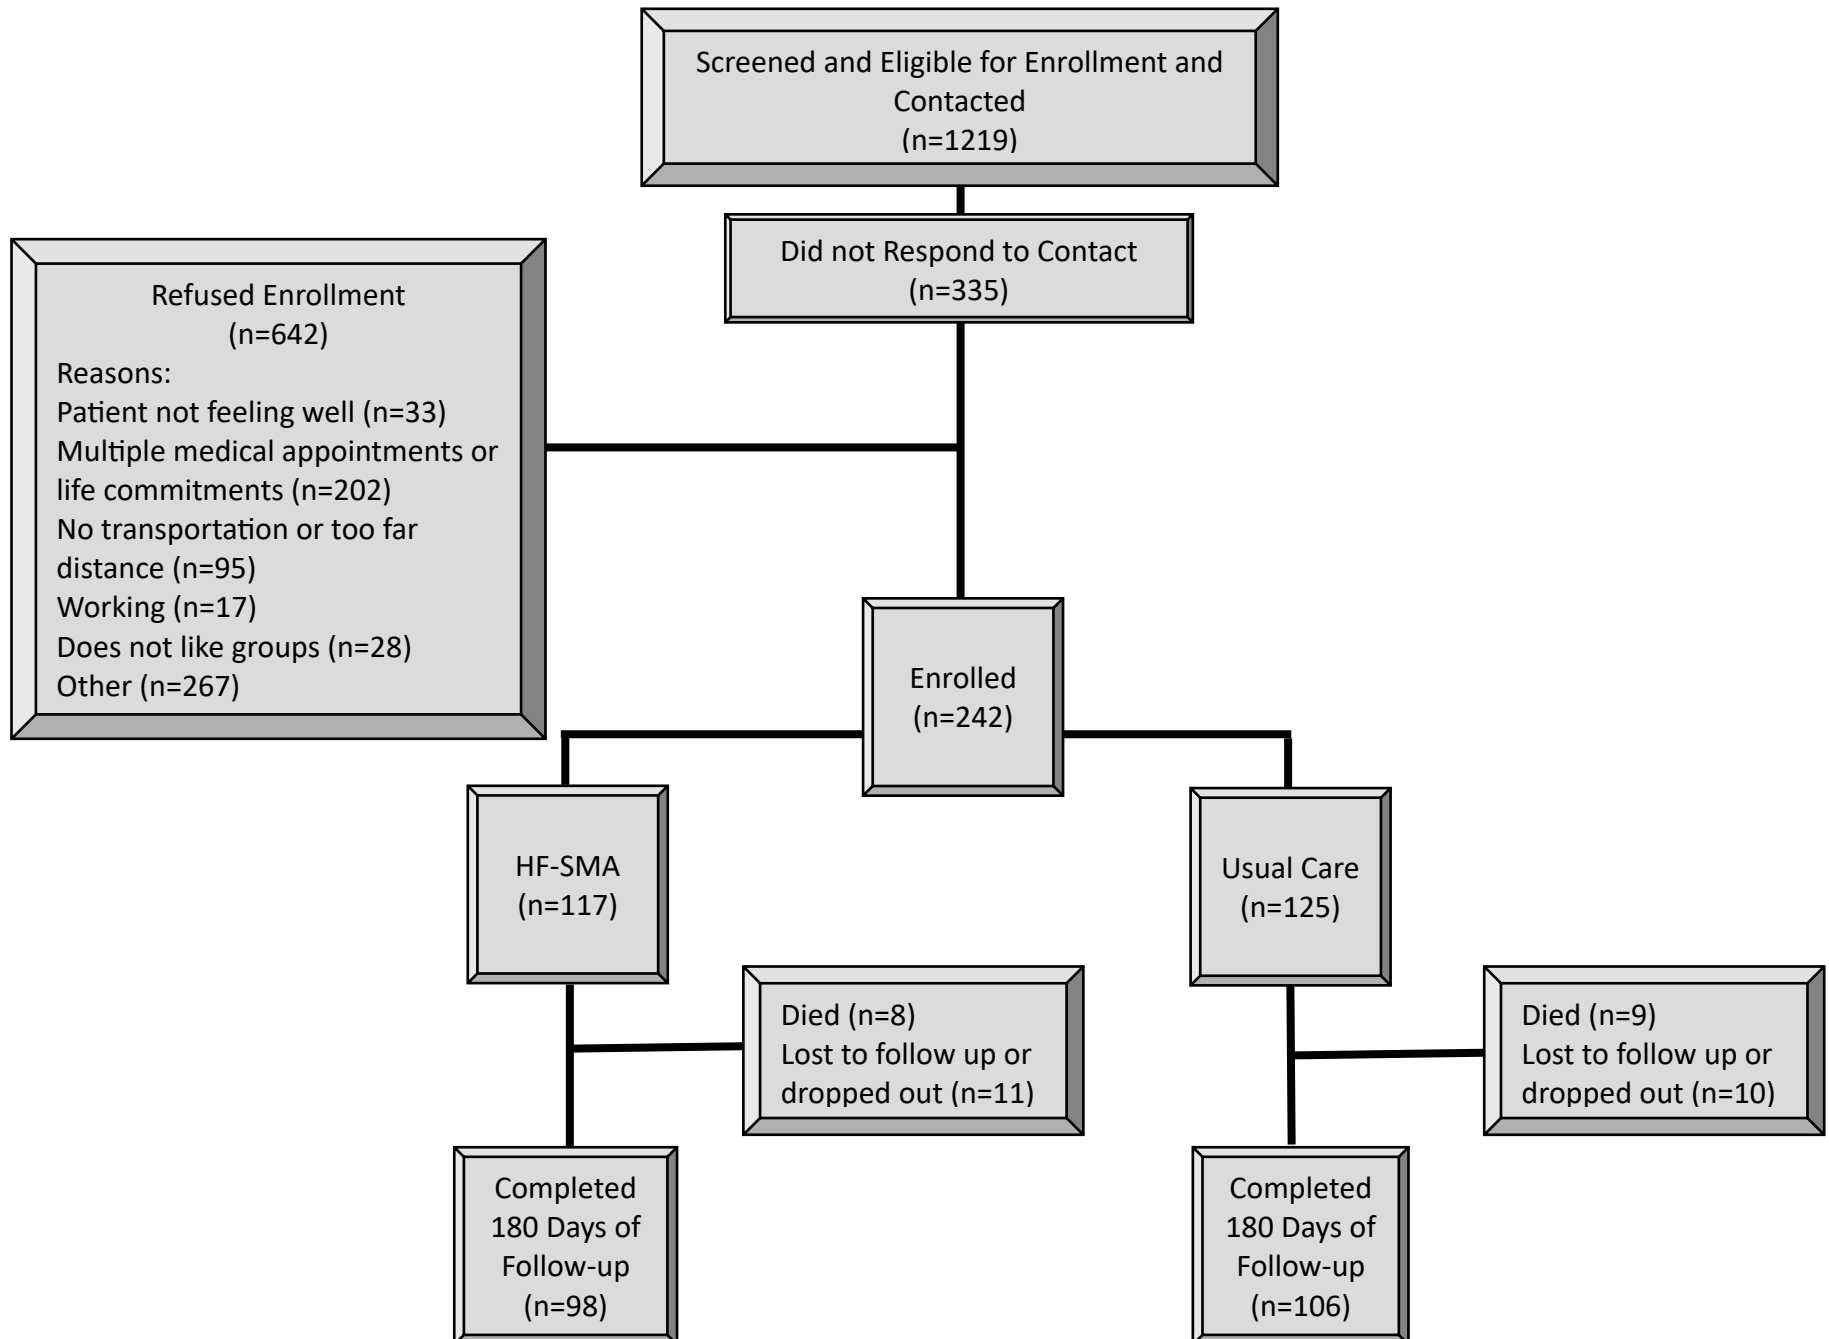 Screened and Eligible for Enrollment and
Contacted
(n=1219)
Did not Respond to Contact
(n=335)
Refused Enrollment
(n=642)
Reasons:
Patient not feeling well (n=33)
Multiple medical appointments or
life commitments (n=202)
No transportation or too far
distance (n=95)
Working (n=17)
Does not like groups (n=28)
Other (n=267)
Enrolled
(n=242)
HF-SMA
(n=117)
Usual Care
(n=125)
Died (n=8)
Lost to follow up or
dropped out (n=11)
Died (n=9)
Lost to follow up or
dropped out (n=10)
Completed
180 Days of
Follow-up
(n=98)
Completed
180 Days of
Follow-up
(n=106)